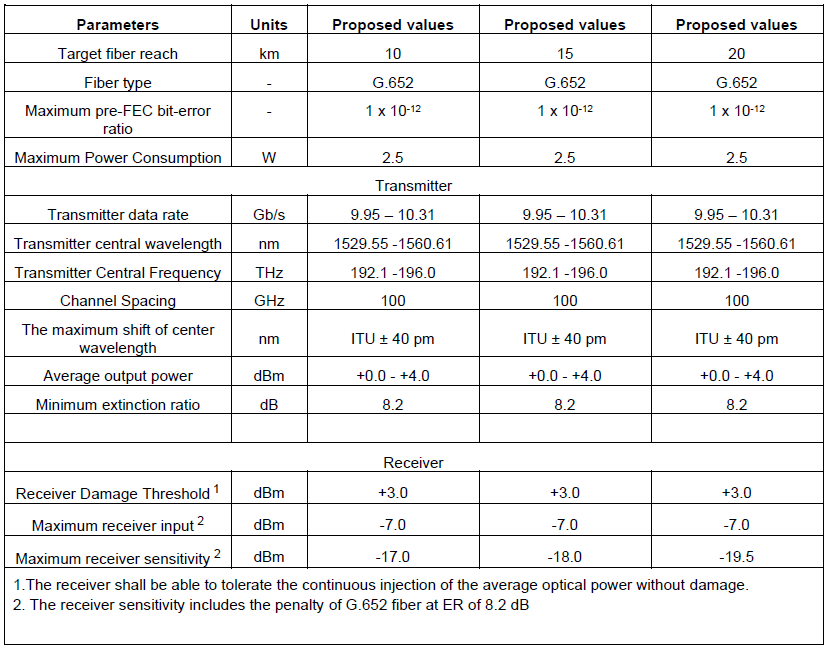 Parameters Units Proposed values Proposed values Proposed values
Target fiber reach km 10 15 20
Fiber type - G.652 G.652 G.652
Maximum pre-FEC bit-error
ratio - 1 x 10⁻¹² 1 x 10⁻¹² 1 x 10⁻¹²
Maximum Power Consumption W 2.5 2.5 2.5
Transmitter
Transmitter data rate Gb/s 9.95 – 10.31 9.95 – 10.31 9.95 – 10.31
Transmitter central wavelength nm 1529.55 -1560.61 1529.55 -1560.61 1529.55 -1560.61
Transmitter Central Frequency THz 192.1 -196.0 192.1 -196.0 192.1 -196.0
Channel Spacing GHz 100 100 100
The maximum shift of center
wavelength nm ITU ± 40 pm ITU ± 40 pm ITU ± 40 pm
Average output power dBm +0.0 - +4.0 +0.0 - +4.0 +0.0 - +4.0
Minimum extinction ratio dB 8.2 8.2 8.2
Receiver
Receiver Damage Threshold ¹ dBm +3.0 +3.0 +3.0
Maximum receiver input ² dBm -7.0 -7.0 -7.0
Maximum receiver sensitivity ² dBm -17.0 -18.0 -19.5
1.The receiver shall be able to tolerate the continuous injection of the average optical power without damage.
2. The receiver sensitivity includes the penalty of G.652 fiber at ER of 8.2 dB